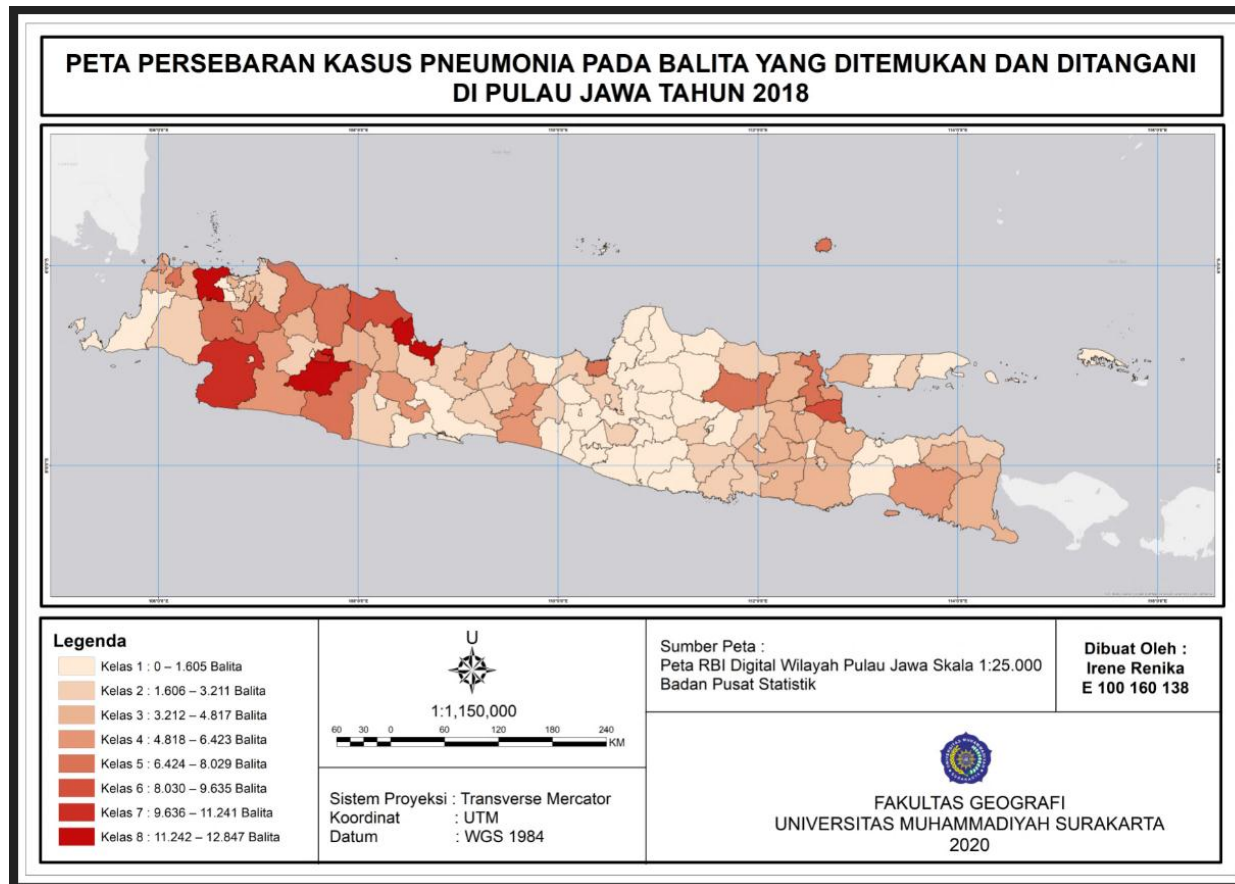 PETA PERSEBARAN KASUS PNEUMONIA PADA BALITA YANG DITEMUKAN DAN DITANGANI
DI PULAU JAWA TAHUN 2018
Legenda
Kelas 1 : 0 – 1.605 Balita
Kelas 2 : 1.606 – 3.211 Balita
Kelas 3 : 3.212 – 4.817 Balita
Kelas 4 : 4.818 – 6.423 Balita
Kelas 5 : 6.424 – 8.029 Balita
Kelas 6 : 8.030 – 9.635 Balita
Kelas 7 : 9.636 – 11.241 Balita
Kelas 8 : 11.242 – 12.847 Balita
U
1:1,150,000
60 30 0 60 120 180 240
KM
Sistem Proyeksi : Transverse Mercator
Koordinat : UTM
Datum : WGS 1984
Sumber Peta :
Peta RBI Digital Wilayah Pulau Jawa Skala 1:25.000
Badan Pusat Statistik
Dibuat Oleh :
Irene Renika
E 100 160 138
FAKULTAS GEOGRAFI
UNIVERSITAS MUHAMMADIYAH SURAKARTA
2020